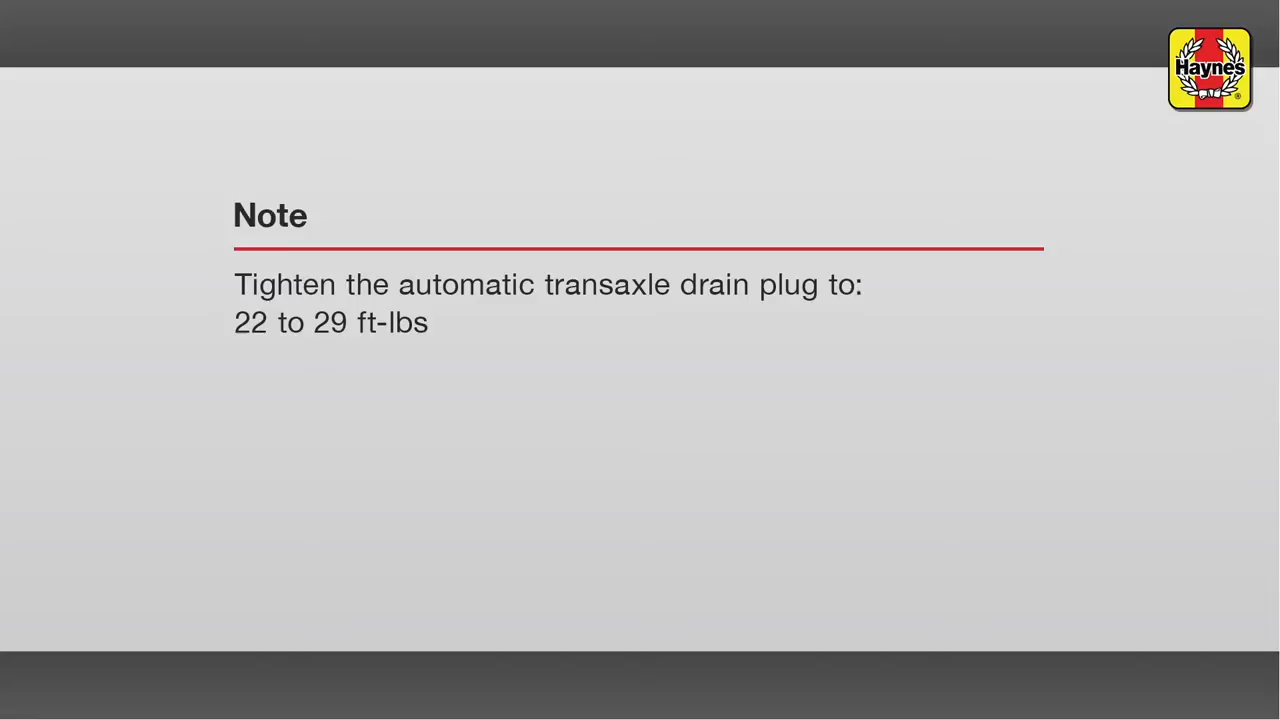 Haynes
Note
Tighten the automatic transaxle drain plug to:
22 to 29 ft-lbs